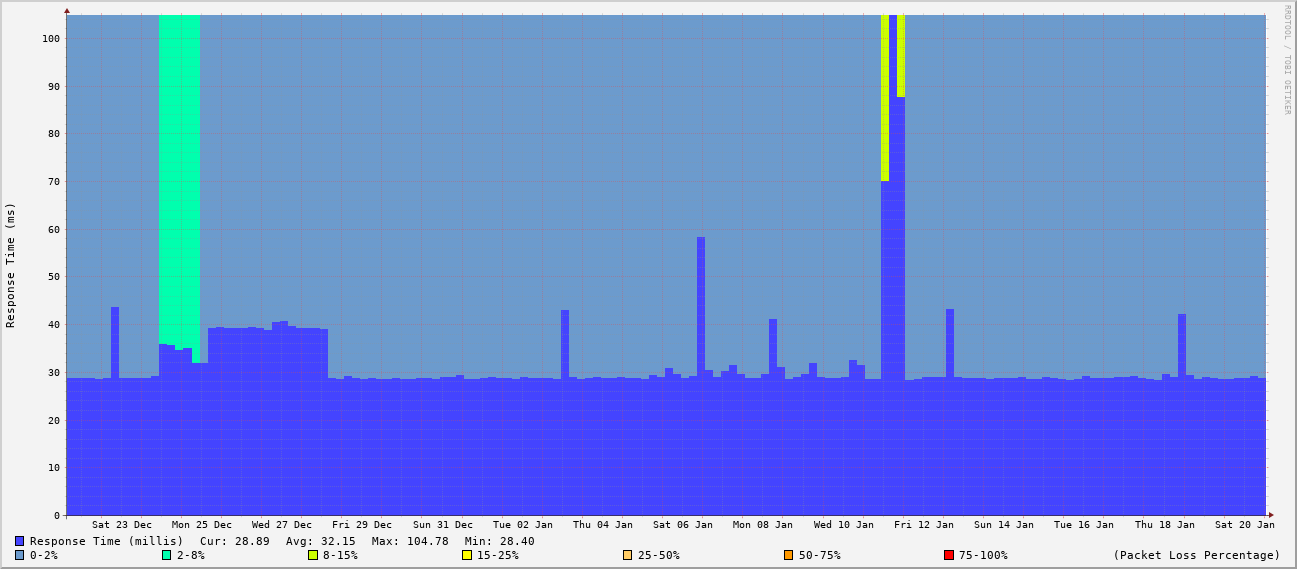 RRDTOOL / TOBI OETIKER
Response Time (ms)
100
90
80
70
60
50
40
30
20
10
0
Sat 23 Dec Mon 25 Dec Wed 27 Dec Fri 29 Dec Sun 31 Dec Tue 02 Jan Thu 04 Jan Sat 06 Jan Mon 08 Jan Wed 10 Jan Fri 12 Jan Sun 14 Jan Tue 16 Jan Thu 18 Jan Sat 20 Jan
Response Time (millis) Cur: 28.89 Avg: 32.15 Max: 104.78 Min: 28.40
0-2% 2-8% 8-15% 15-25% 25-50% 50-75% 75-100% (Packet Loss Percentage)